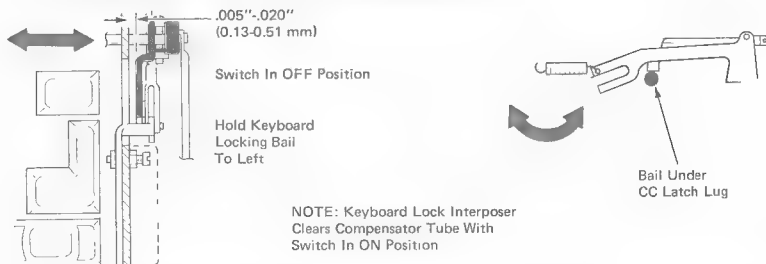 .005"-.020"
(0.13-0.51 mm)
Switch In OFF Position
Hold Keyboard
Locking Bail
To Left
Bail Under
CC Latch Lug
NOTE: Keyboard Lock Interposer
Clears Compensator Tube With
Switch In ON Position